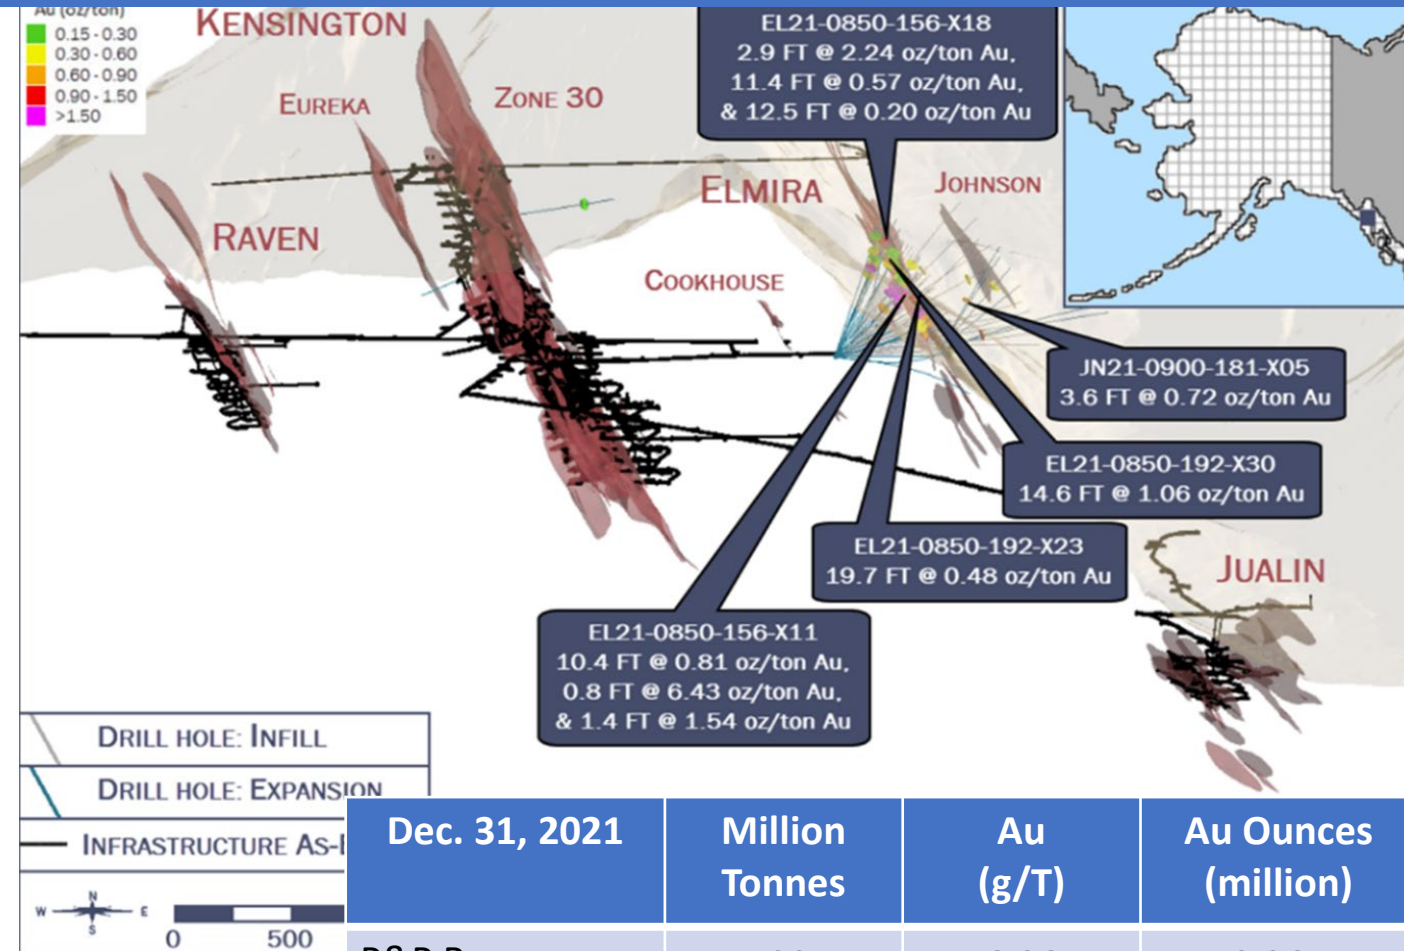 Au (oz/ton)
0.15 - 0.30
0.30 - 0.60
0.60 - 0.90
0.90 - 1.50
>1.50
KENSINGTON
EUREKA
ZONE 30
RAVEN
EL21-0850-156-X18
2.9 FT @ 2.24 oz/ton Au,
11.4 FT @ 0.57 oz/ton Au,
& 12.5 FT @ 0.20 oz/ton Au
ELMIRA
JOHNSON
COOKHOUSE
JN21-0900-181-X05
3.6 FT @ 0.72 oz/ton Au
EL21-0850-192-X30
14.6 FT @ 1.06 oz/ton Au
EL21-0850-192-X23
19.7 FT @ 0.48 oz/ton Au
JUALIN
EL21-0850-156-X11
10.4 FT @ 0.81 oz/ton Au,
0.8 FT @ 6.43 oz/ton Au,
& 1.4 FT @ 1.54 oz/ton Au
DRILL HOLE: INFILL
DRILL HOLE: EXPANSION
INFRASTRUCTURE AS-
N
W E
S
0 500
Dec. 31, 2021
Million
Tonnes
Au
(g/T)
Au Ounces
(million)